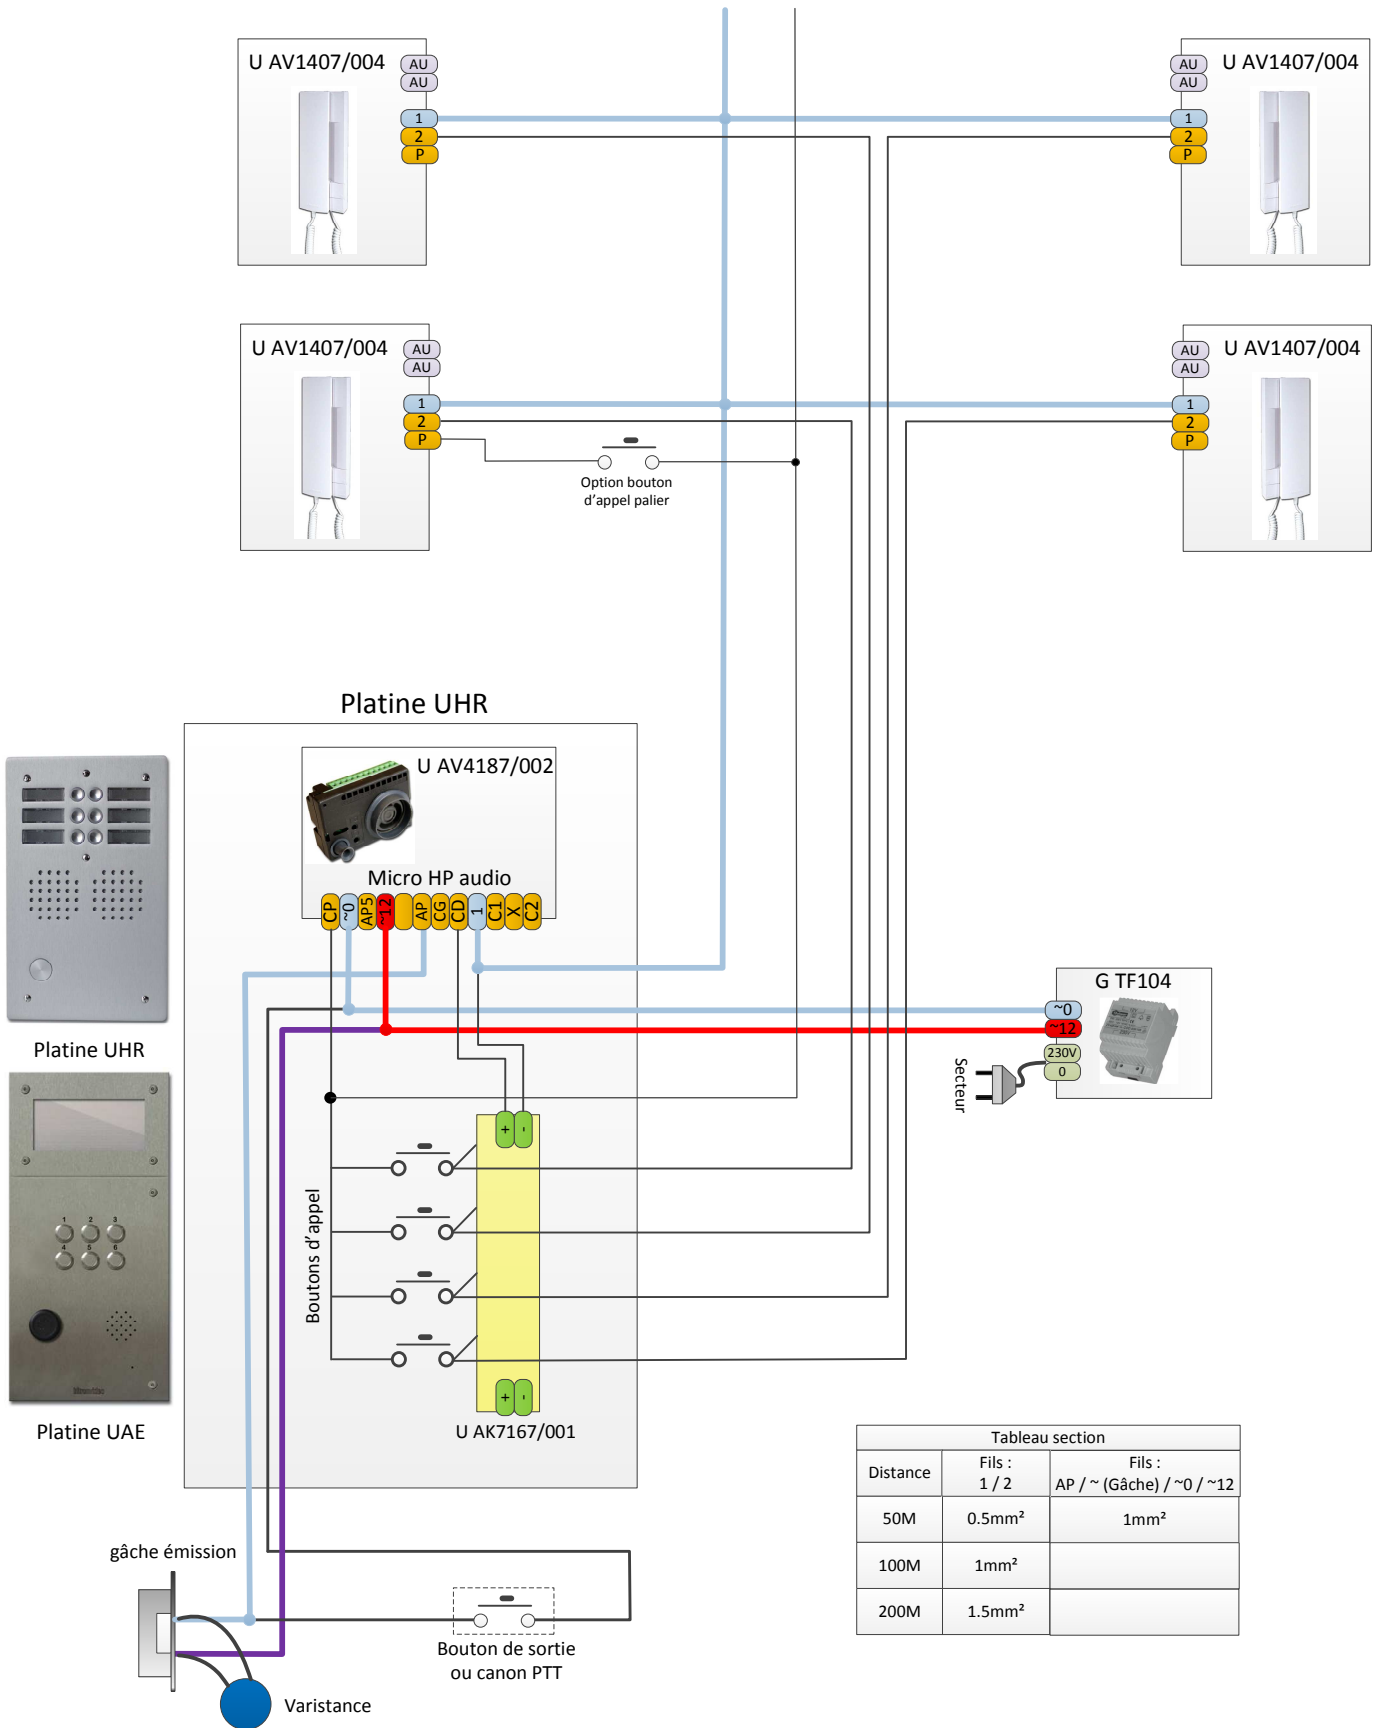 U AV1407/004
AU
AU
1
2
P
U AV1407/004
AU
AU
1
2
P
U AV1407/004
AU
AU
1
2
P
U AV1407/004
AU
AU
1
2
P
Option bouton
d'appel palier
Platine UHR
U AV4187/002
Micro HP audio
CP
~0
AP5
~12
AP
CG
CD
1
C1
X
C2
Platine UHR
G TF104
~0
~12
230V
0
Secteur
+
-
Boutons d'appel
1 2 3
4 5 6
+
-
U AK7167/001
Platine UAE
Tableau section
Distance
Fils :
1 / 2
Fils :
AP / ~ (Gâche) / ~0 / ~12
50M 0.5mm² 1mm²
100M 1mm²
200M 1.5mm²
gâche émission
Bouton de sortie
ou canon PTT
Varistance